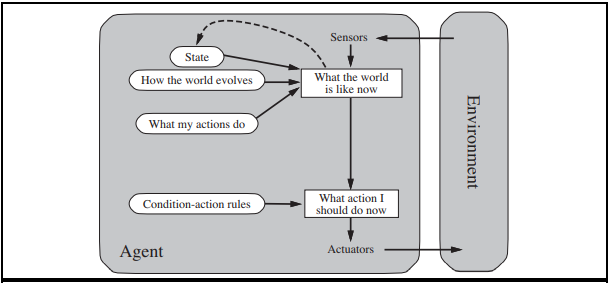 Sensors
State
How the world evolves
What the world
is like now
What my actions do
Environment
Condition-action rules
What action I
should do now
Agent
Actuators